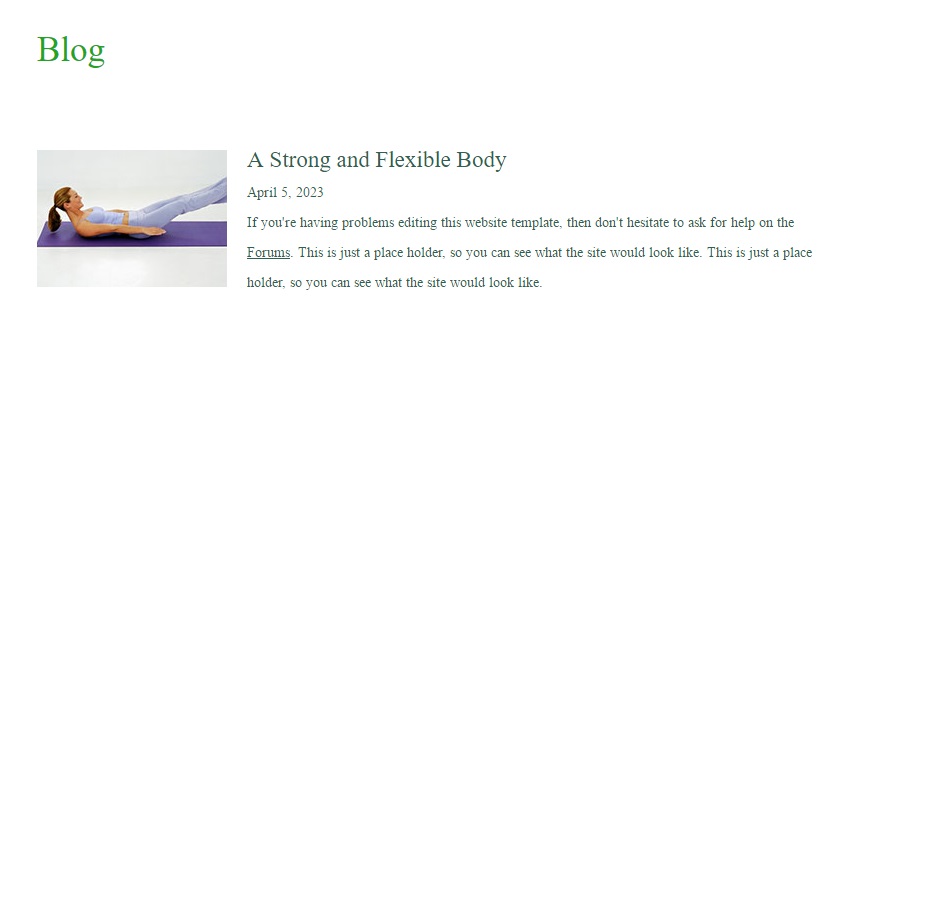 Blog
A Strong and Flexible Body
April 5, 2023
If you're having problems editing this website template, then don't hesitate to ask for help on the
Forums. This is just a place holder, so you can see what the site would look like. This is just a place
holder, so you can see what the site would look like.